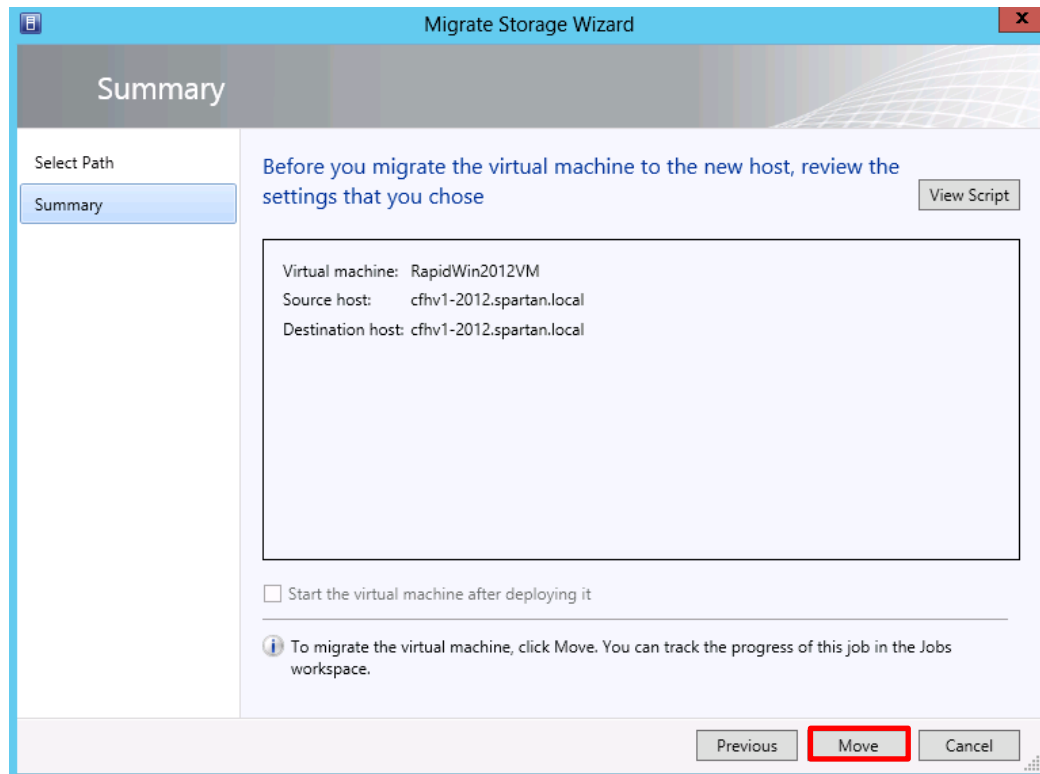 Migrate Storage Wizard
x
Summary
Select Path
Summary
Before you migrate the virtual machine to the new host, review the
settings that you chose
View Script
Virtual machine: RapidWin2012VM
Source host: cfhv1-2012.spartan.local
Destination host: cfhv1-2012.spartan.local
Start the virtual machine after deploying it
To migrate the virtual machine, click Move. You can track the progress of this job in the Jobs
workspace.
Previous Move Cancel